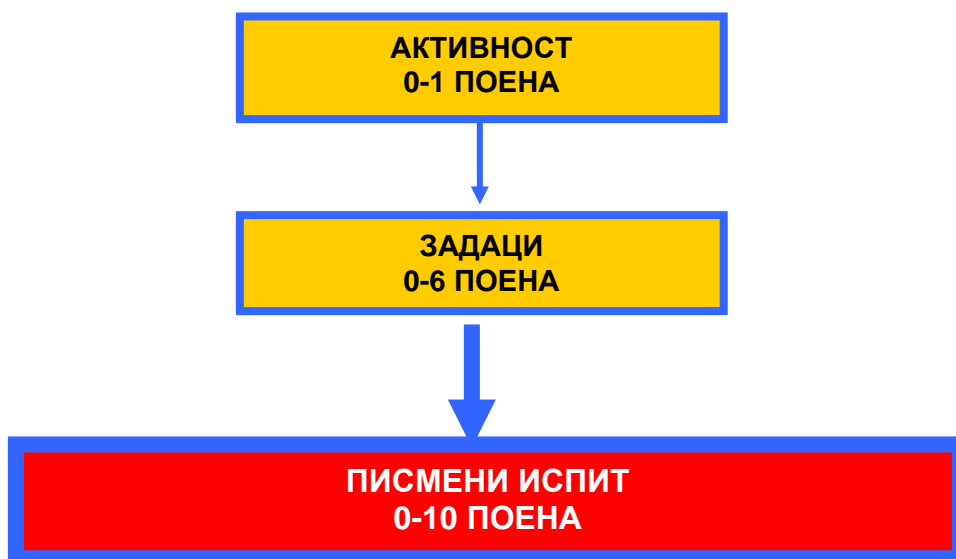 АКТИВНОСТ
0-1 ПОЕНА
ЗАДАЦИ
0-6 ПОЕНА
ПИСМЕНИ ИСПИТ
0-10 ПОЕНА